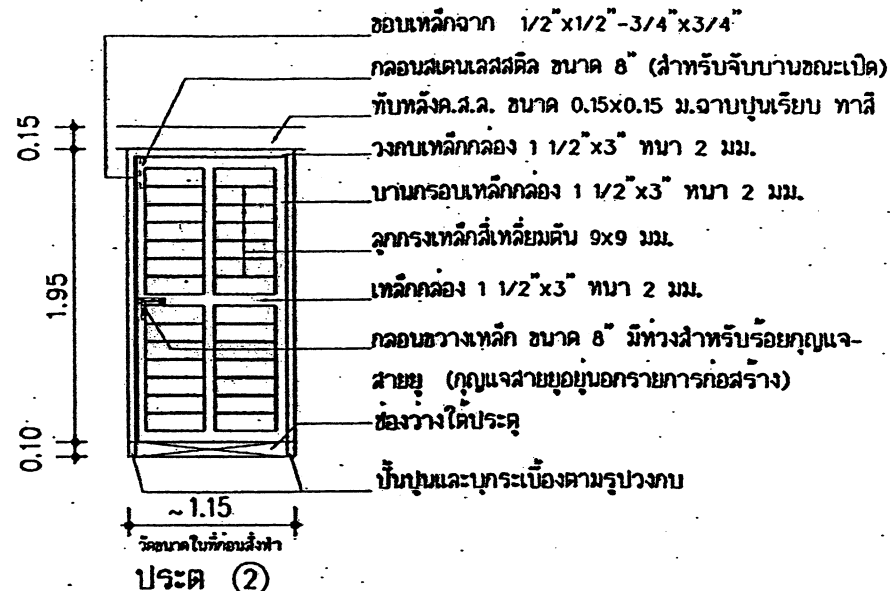 ขอบเหล็กฉาก 1/2"x1/2"-3/4"x3/4"
กลอนสเตนเลสสตีล ขนาด 8" (สำหรับจับบานขณะเปิด)
ทับหลังค.ส.ล. ขนาด 0.15x0.15 ม.ฉาบปูนเรียบ ทาสี
วงกบเหล็กกล่อง 1 1/2"x3" หนา 2 มม.
บานกรอบเหล็กกล่อง 1 1/2"x3" หนา 2 มม.
ลูกกรงเหล็กสี่เหลี่ยมตัน 9x9 มม.
เหล็กกล่อง 1 1/2"x3" หนา 2 มม.
กลอนขวางเหล็ก ขนาด 8" มีห่วงสำหรับร้อยกุญแจ-
สายยู (กุญแจสายยูอยู่นอกรายการก่อสร้าง)
ช่องว่างใต้ประตู
ปั้นปูนและบุกระเบื้องตามรูปวงกบ
0.15
1.95
0.10
~1.15
วัดขนาดในที่ก่อนสั่งทำ
ประตู 2